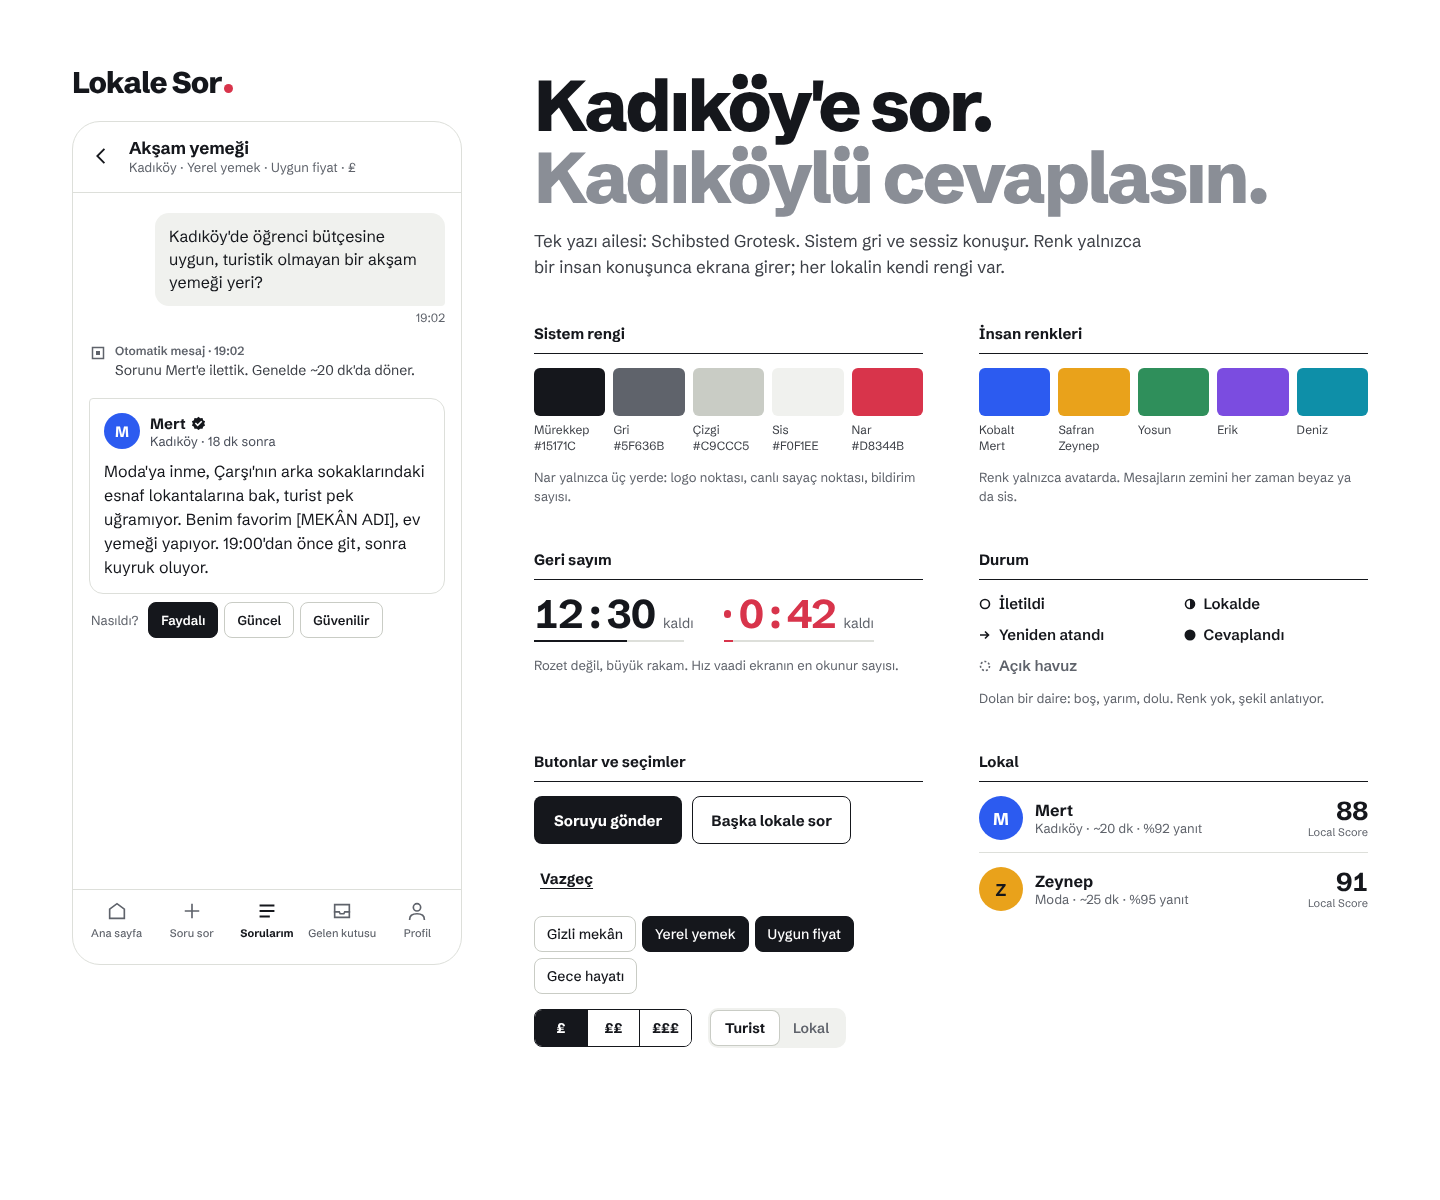 Lokale Sor.
Akşam yemeği
Kadıköy · Yerel yemek · Uygun fiyat · £
Kadıköy'de öğrenci bütçesine
uygun, turistik olmayan bir akşam
yemeği yeri?
19:02
Otomatik mesaj · 19:02
Sorunu Mert'e ilettik. Genelde ~20 dk'da döner.
M
Mert
Kadıköy · 18 dk sonra
Moda'ya inme, Çarşı'nın arka sokaklarındaki
esnaf lokantalarına bak, turist pek
uğramıyor. Benim favorim [MEKÂN ADI], ev
yemeği yapıyor. 19:00'dan önce git, sonra
kuyruk oluyor.
Nasıldı? Faydalı Güncel Güvenilir
Ana sayfa Soru sor Sorularım Gelen kutusu Profil
Kadıköy'e sor.
Kadıköylü cevaplasın.
Tek yazı ailesi: Schibsted Grotesk. Sistem gri ve sessiz konuşur. Renk yalnızca
bir insan konuşunca ekrana girer; her lokalin kendi rengi var.
Sistem rengi
Mürekkep Gri Çizgi Sis Nar
#15171C #5F636B #C9CCC5 #F0F1EE #D8344B
Nar yalnızca üç yerde: logo noktası, canlı sayaç noktası, bildirim
sayısı.
İnsan renkleri
Kobalt Safran Yosun Erik Deniz
Mert Zeynep
Renk yalnızca avatarda. Mesajların zemini her zaman beyaz ya
da sis.
Geri sayım
12:30 kaldı ·0:42 kaldı
Rozet değil, büyük rakam. Hız vaadi ekranın en okunur sayısı.
Durum
İletildi Lokalde
Yeniden atandı Cevaplandı
Açık havuz
Dolan bir daire: boş, yarım, dolu. Renk yok, şekil anlatıyor.
Butonlar ve seçimler
Soruyu gönder Başka lokale sor
Vazgeç
Gizli mekân Yerel yemek Uygun fiyat
Gece hayatı
£ ££ £££ Turist Lokal
Lokal
M Mert 88
Kadıköy · ~20 dk · %92 yanıt Local Score
Z Zeynep 91
Moda · ~25 dk · %95 yanıt Local Score